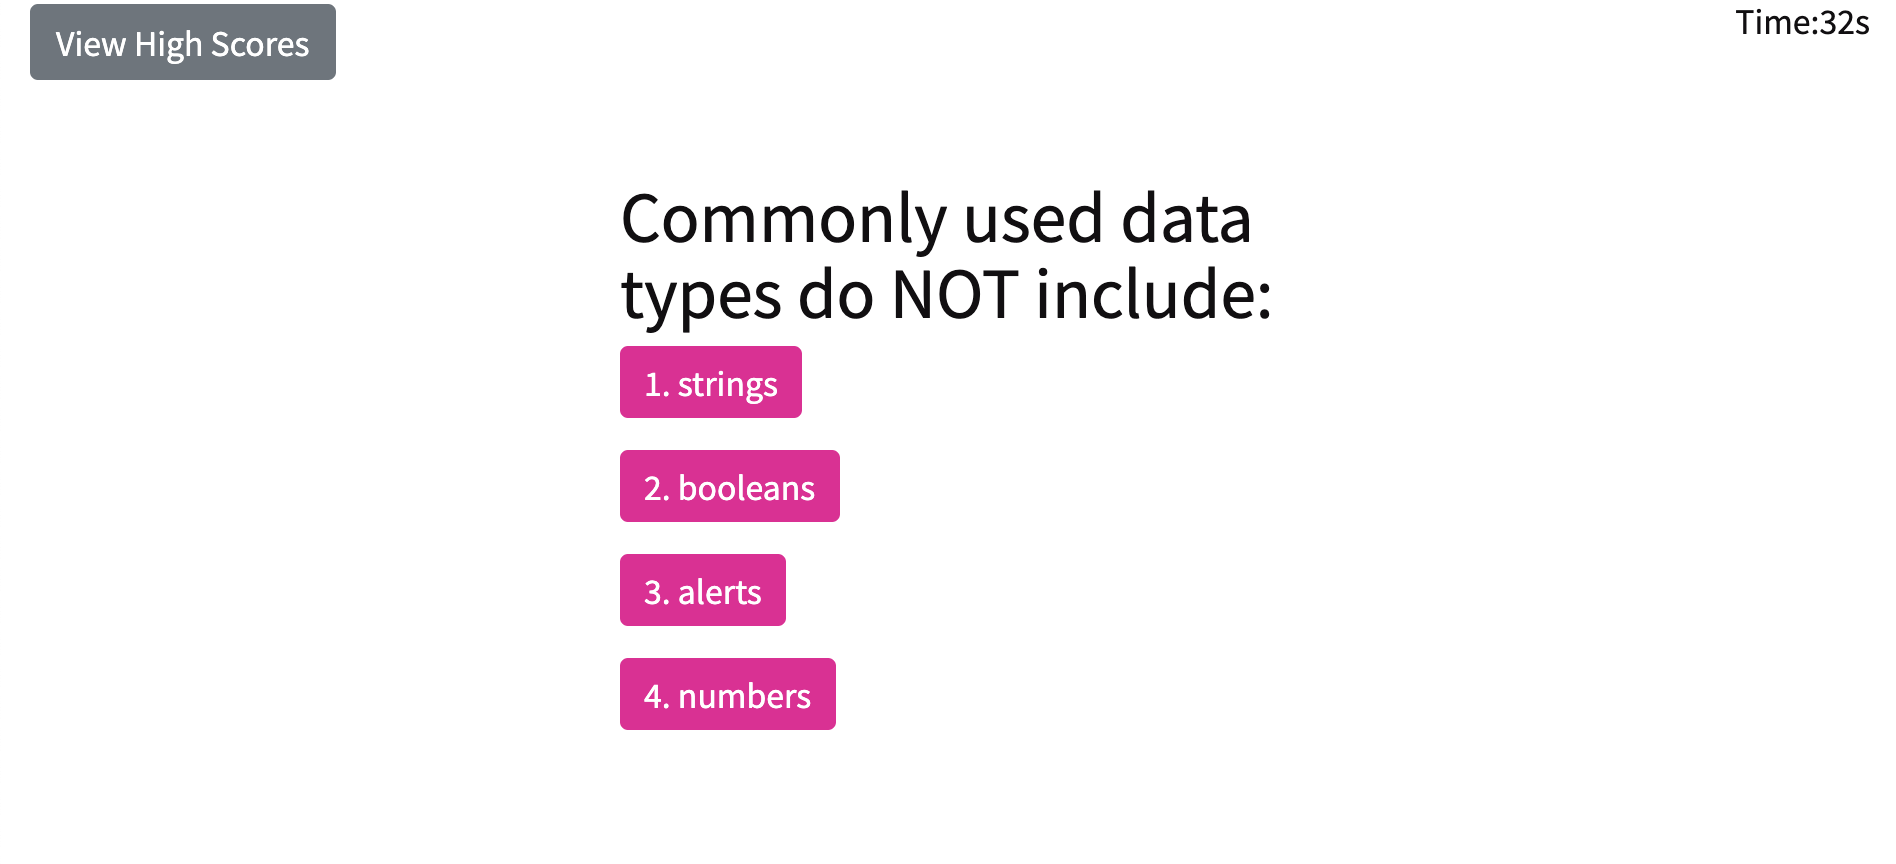 View High Scores
Time:32s
Commonly used data
types do NOT include:
1. strings
2. booleans
3. alerts
4. numbers